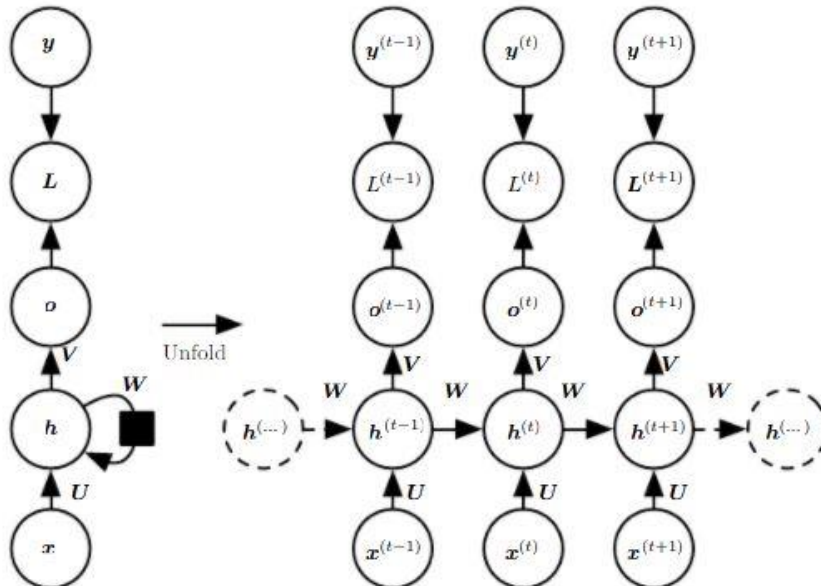 y y^(t−1) y^(t) y^(t+1)
L L^(t−1) L^(t) L^(t+1)
o o^(t−1) o^(t) o^(t+1)
Unfold
V V V V
W W W W W
h h^(...) h^(t−1) h^(t) h^(t+1) h^(...)
U U U U
x x^(t−1) x^(t) x^(t+1)